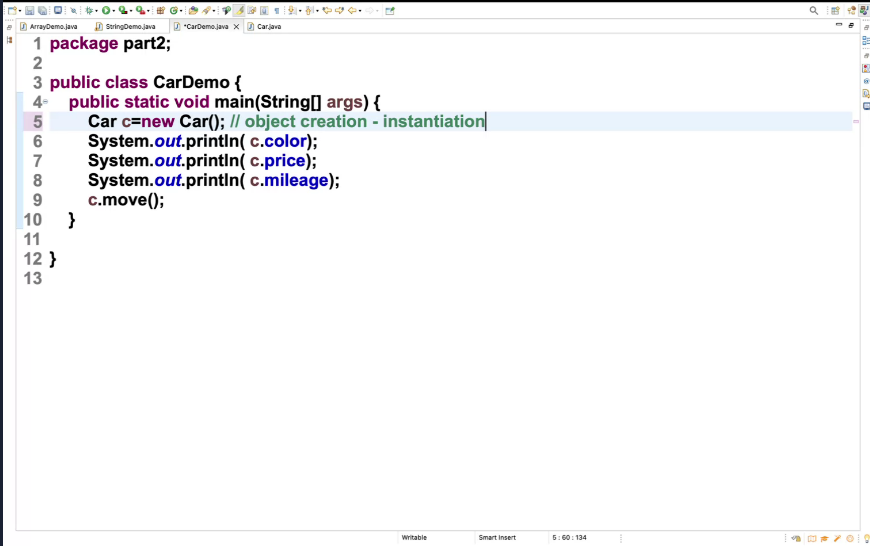 ArrayDemo.java StringDemo.java *CarDemo.java Car.java
1 package part2;
2
3 public class CarDemo {
4 public static void main(String[] args) {
5 Car c=new Car(); // object creation - instantiation
6 System.out.println( c.color);
7 System.out.println( c.price);
8 System.out.println( c.mileage);
9 c.move();
10 }
11
12 }
13
Writable Smart Insert 5 : 60 : 134